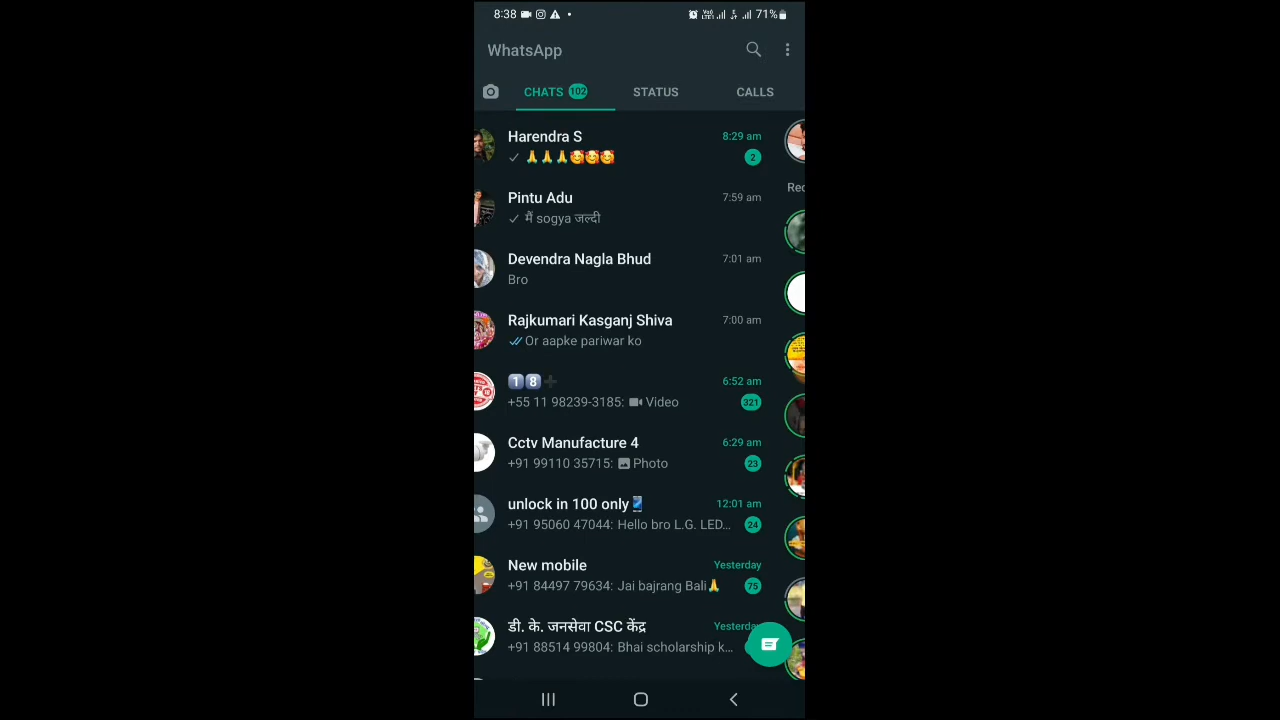 8:38 71%
WhatsApp
CHATS 102 STATUS CALLS
Harendra S 8:29 am
🙏🙏🙏🥰🥰🥰 2
Rec
Pintu Adu 7:59 am
मैं sogya जल्दी
Devendra Nagla Bhud 7:01 am
Bro
Rajkumari Kasganj Shiva 7:00 am
Or aapke pariwar ko
1️⃣8️⃣➕ 6:52 am
+55 11 98239-3185: Video 321
Cctv Manufacture 4 6:29 am
+91 99110 35715: Photo 23
unlock in 100 only📱 12:01 am
+91 95060 47044: Hello bro L.G. LED... 24
New mobile Yesterday
+91 84497 79634: Jai bajrang Bali🙏 75
डी. के. जनसेवा CSC केंद्र Yesterday
+91 88514 99804: Bhai scholarship k...